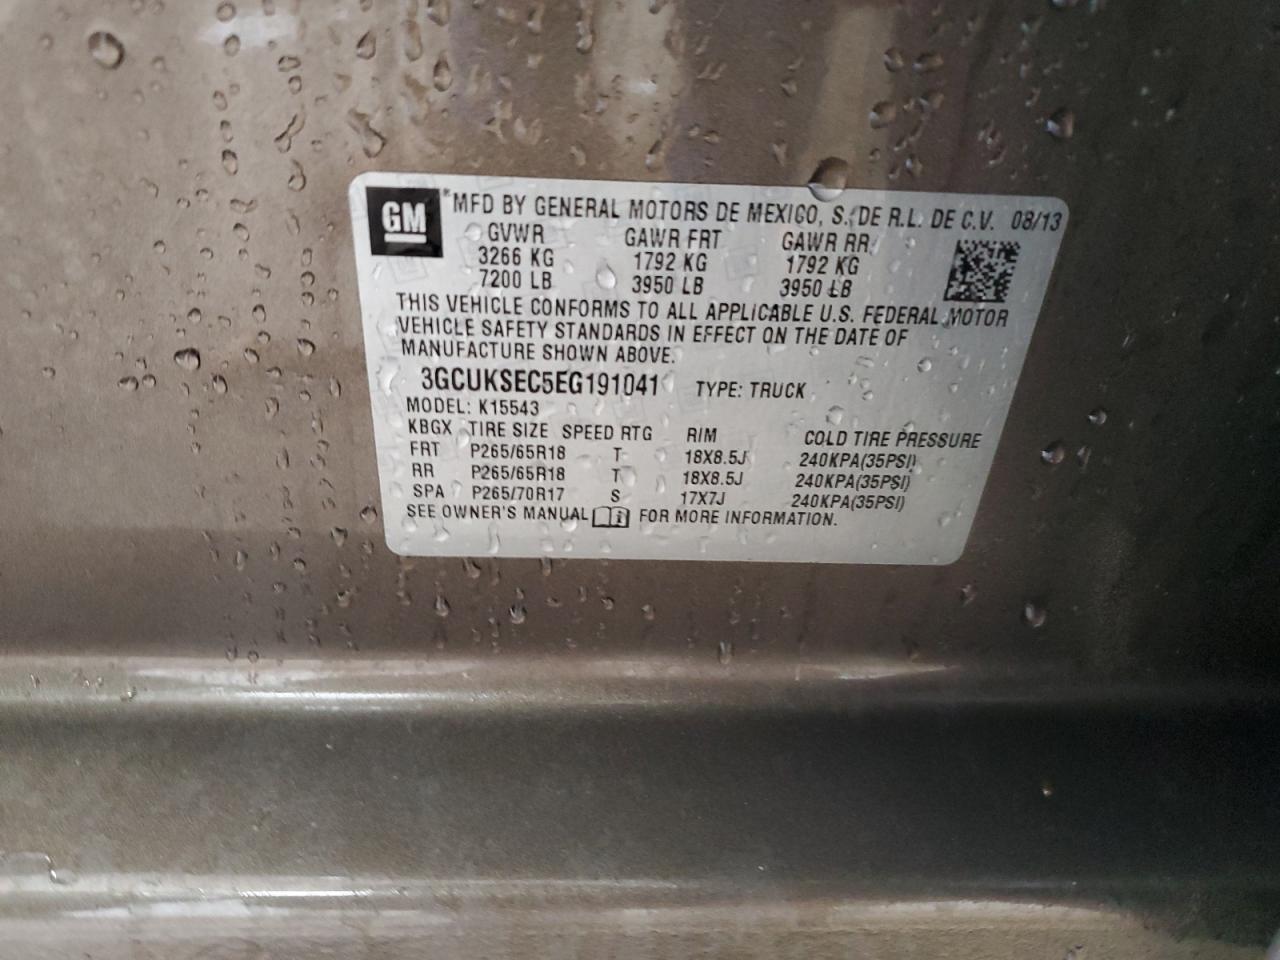 GM *MFD BY GENERAL MOTORS DE MEXICO, S. DE R.L. DE C.V. 08/13
GVWR GAWR FRT GAWR RR
3266 KG 1792 KG 1792 KG
7200 LB 3950 LB 3950 LB
THIS VEHICLE CONFORMS TO ALL APPLICABLE U.S. FEDERAL MOTOR
VEHICLE SAFETY STANDARDS IN EFFECT ON THE DATE OF
MANUFACTURE SHOWN ABOVE.
3GCUKSEC5EG191041 TYPE: TRUCK
MODEL: K15543
KBGX TIRE SIZE SPEED RTG RIM COLD TIRE PRESSURE
FRT P265/65R18 T 18X8.5J 240KPA(35PSI)
RR P265/65R18 T 18X8.5J 240KPA(35PSI)
SPA P265/70R17 S 17X7J 240KPA(35PSI)
SEE OWNER'S MANUAL FOR MORE INFORMATION.